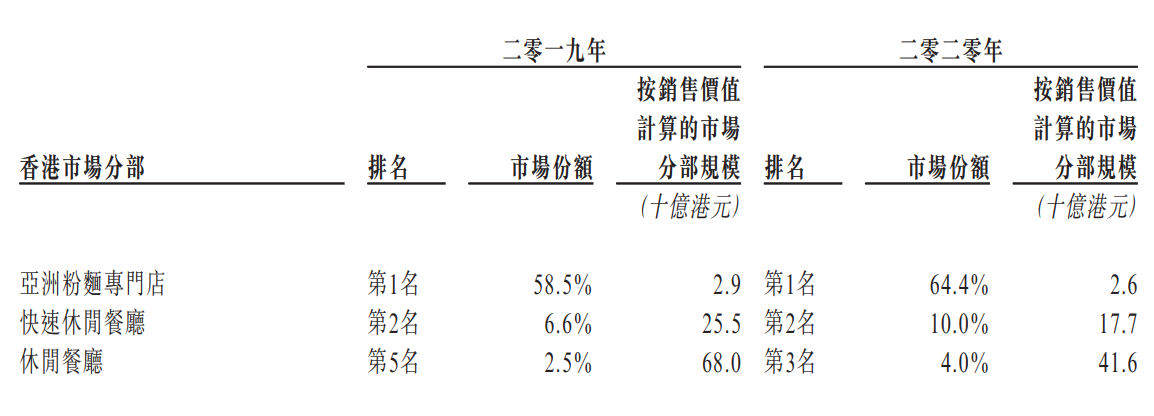 二零一九年 二零二零年
按銷售價值 按銷售價值
計算的市場 計算的市場
香港市場分部 排名 市場份額 分部規模 排名 市場份額 分部規模
(十億港元) (十億港元)
亞洲粉麵專門店 第1名 58.5% 2.9 第1名 64.4% 2.6
快速休閒餐廳 第2名 6.6% 25.5 第2名 10.0% 17.7
休閒餐廳 第5名 2.5% 68.0 第3名 4.0% 41.6